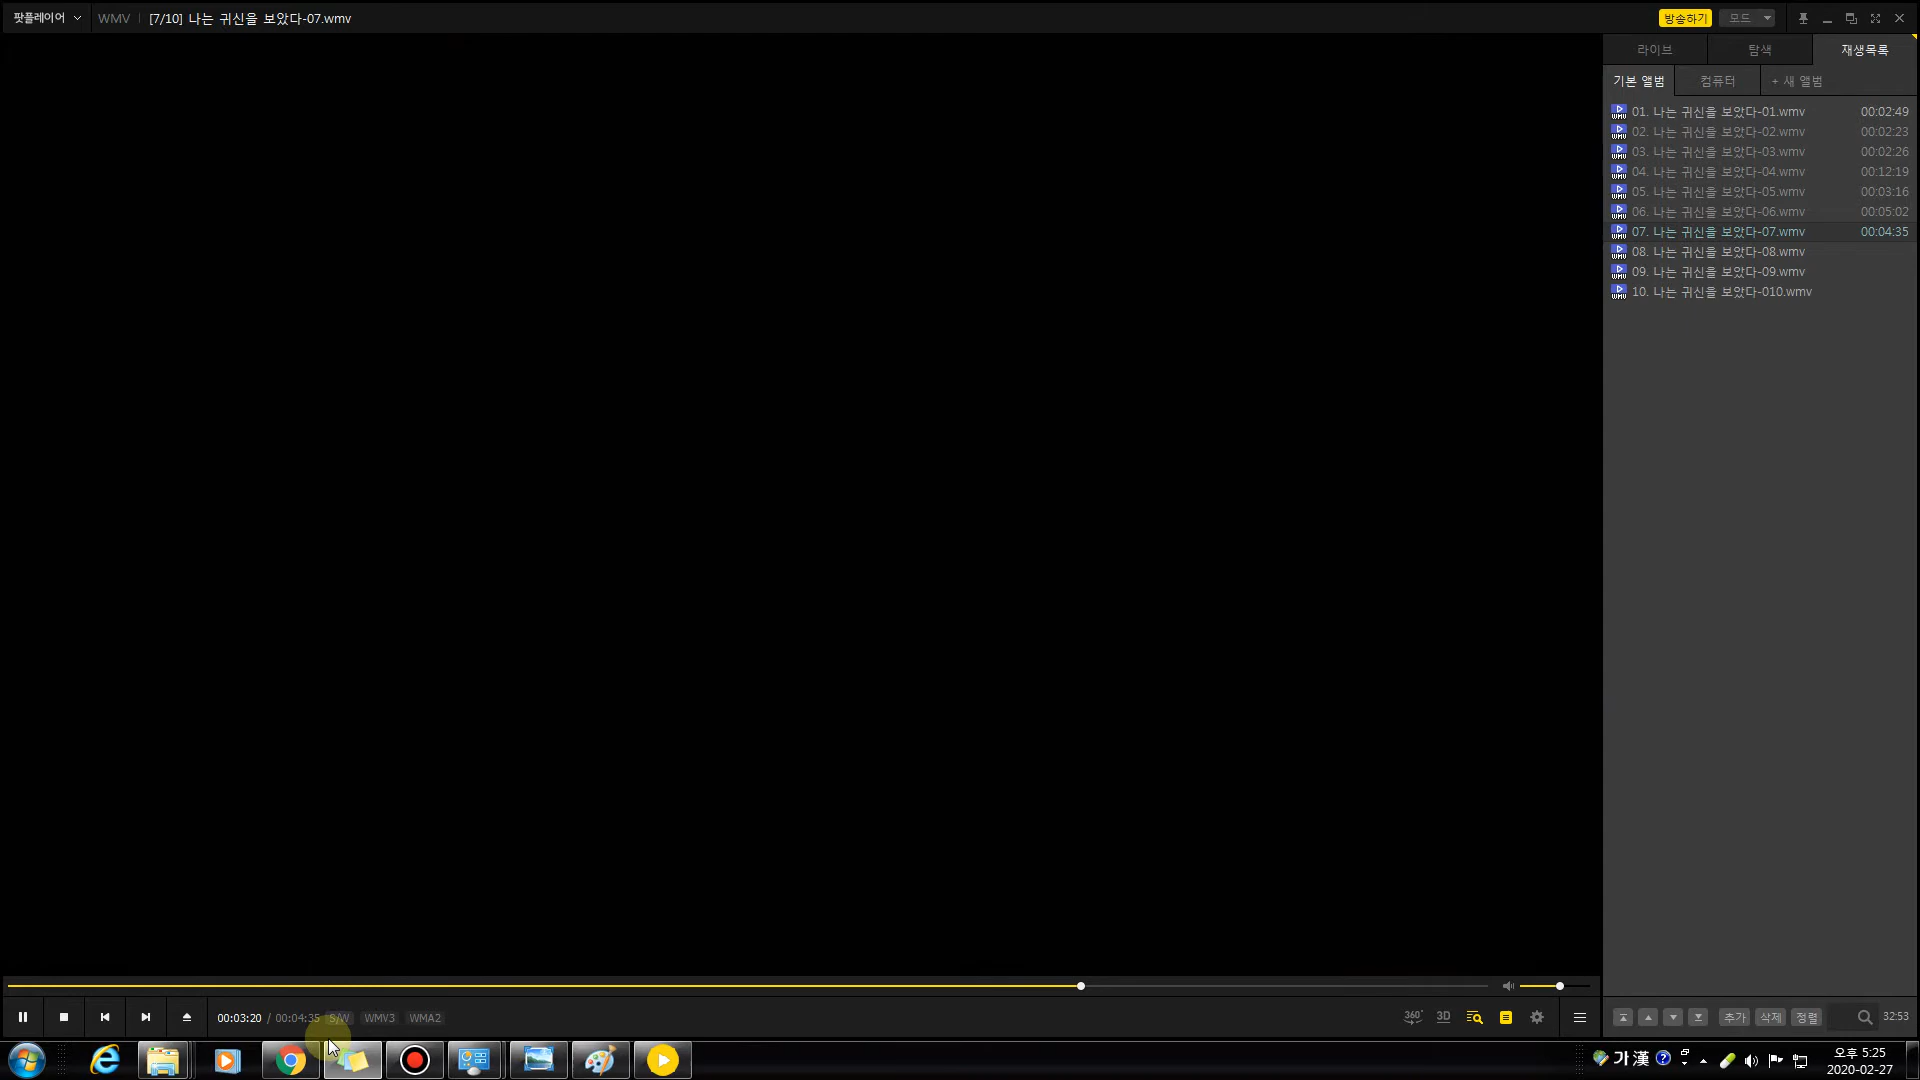 팟플레이어 WMV [7/10] 나는 귀신을 보았다-07.wmv 방송하기 모드
라이브 탐색 재생목록
기본 앨범 컴퓨터 + 새 앨범
01. 나는 귀신을 보았다-01.wmv 00:02:49
02. 나는 귀신을 보았다-02.wmv 00:02:23
03. 나는 귀신을 보았다-03.wmv 00:02:26
04. 나는 귀신을 보았다-04.wmv 00:12:19
05. 나는 귀신을 보았다-05.wmv 00:03:16
06. 나는 귀신을 보았다-06.wmv 00:05:02
07. 나는 귀신을 보았다-07.wmv 00:04:35
08. 나는 귀신을 보았다-08.wmv
09. 나는 귀신을 보았다-09.wmv
10. 나는 귀신을 보았다-010.wmv
00:03:20 / 00:04:35 S/W WMV3 WMA2 360° 3D 추가 삭제 정렬 32:53
가 漢 오후 5:25
2020-02-27